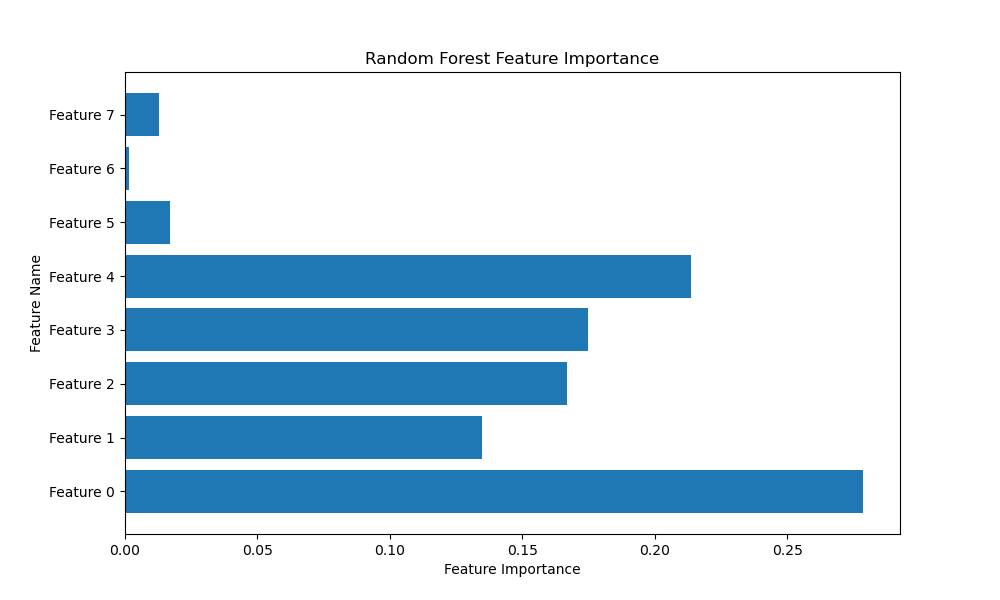 Random Forest Feature Importance
Feature Name
Feature 7
Feature 6
Feature 5
Feature 4
Feature 3
Feature 2
Feature 1
Feature 0
0.00 0.05 0.10 0.15 0.20 0.25
Feature Importance